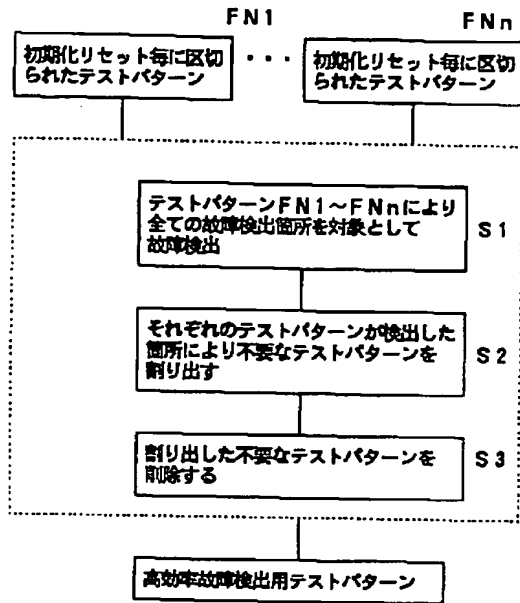 FN1
FNn
初期化リセット毎に区切
られたテストパターン
・・・
初期化リセット毎に区切
られたテストパターン
テストパターンFN1~FNnにより
全ての故障検出箇所を対象として
故障検出
S1
それぞれのテストパターンが検出した
箇所により不要なテストパターンを
割り出す
S2
割り出した不要なテストパターンを
削除する
S3
高効率故障検出用テストパターン